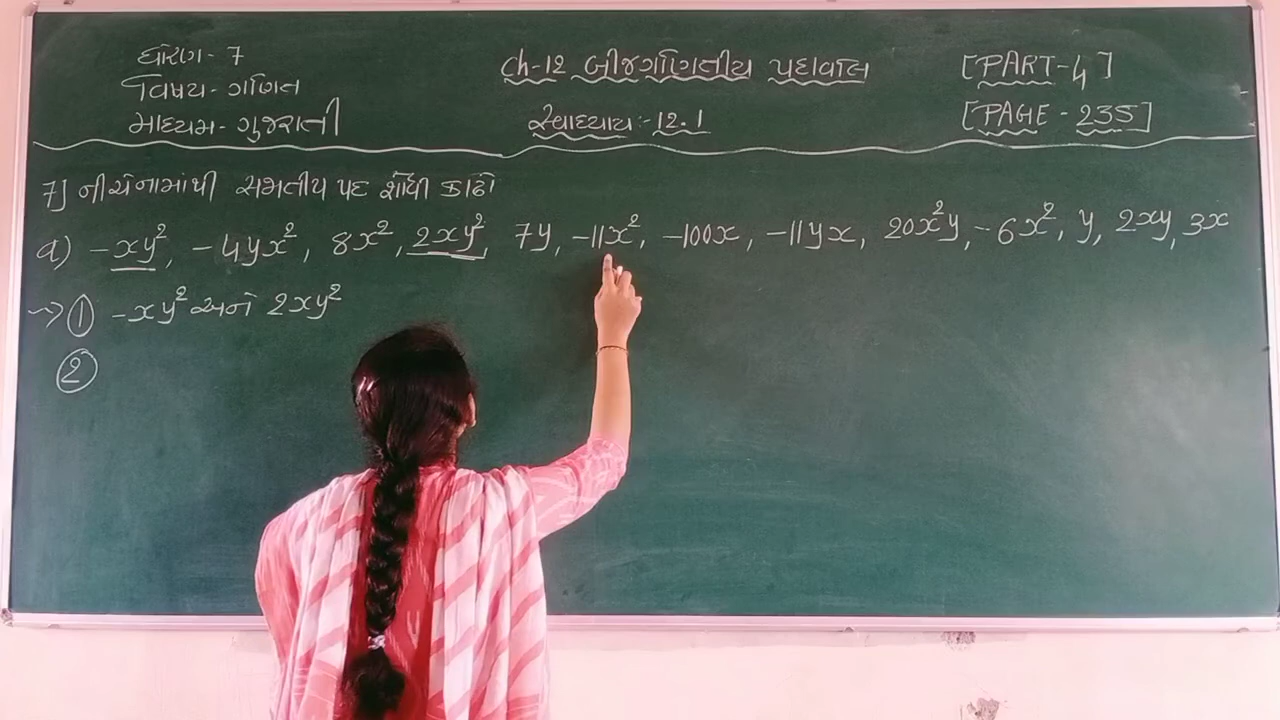 ધોરણ - 7
વિષય - ગણિત
માધ્યમ - ગુજરાતી
Ch-12 બીજગણિતીય પદાવલિ
સ્વાધ્યાય:- 12.1
[PART-4]
[PAGE - 235]
7] નીચેનામાંથી સજાતીય પદ શોધી કાઢો
a) -xy², -4yx², 8x², 2xy², 7y, -11x², -100x, -11yx, 20x²y, -6x², y, 2xy, 3x
→ ① -xy² અને 2xy²
②